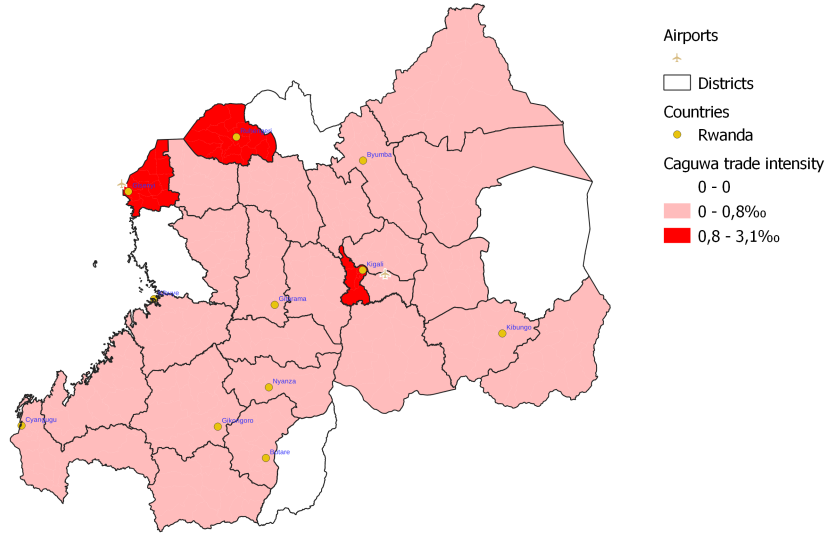 Airports
Districts
Countries
Rwanda
Caguwa trade intensity
0 - 0
0 - 0,8‰
0,8 - 3,1‰
Byumba
Kigali
Gitarama
Kibungo
Nyanza
Cyangugu
Gikongoro
Butare